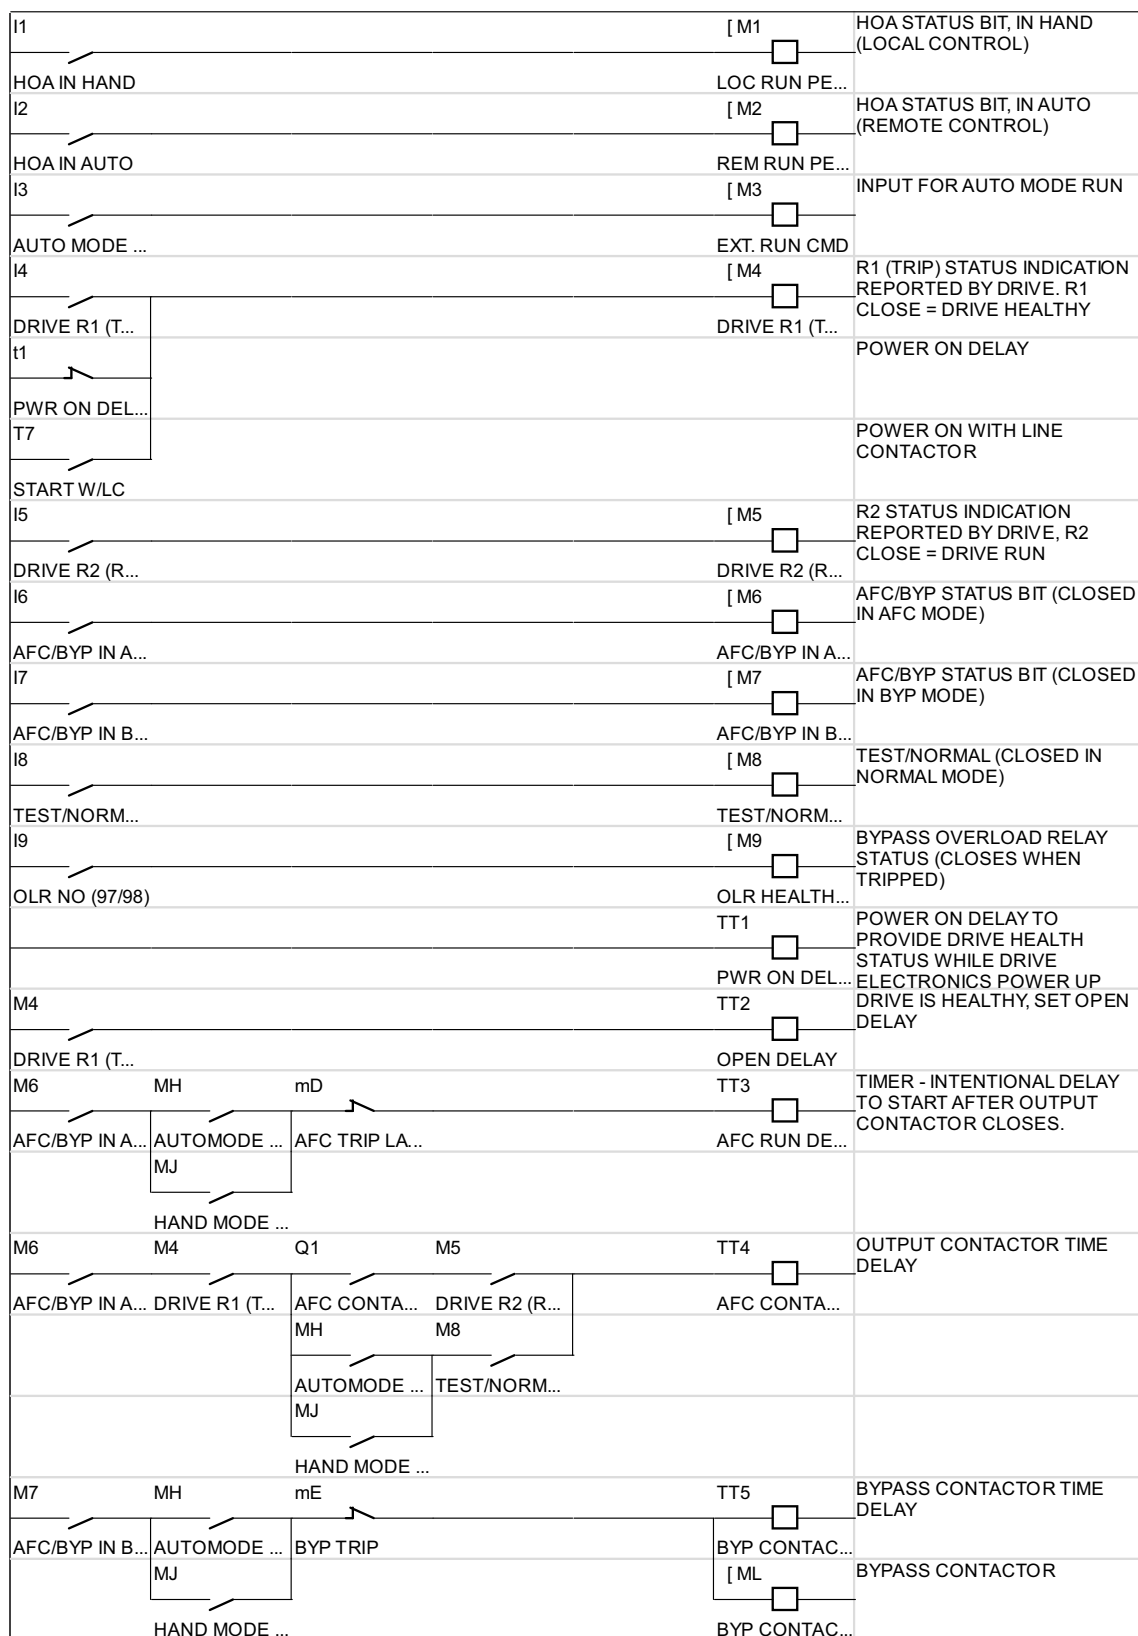 I1
[ M1
HOA STATUS BIT, IN HAND
(LOCAL CONTROL)
HOA IN HAND
LOC RUN PE...
I2
[ M2
HOA STATUS BIT, IN AUTO
(REMOTE CONTROL)
HOA IN AUTO
REM RUN PE...
I3
[ M3
INPUT FOR AUTO MODE RUN
AUTO MODE ...
EXT. RUN CMD
I4
[ M4
R1 (TRIP) STATUS INDICATION
REPORTED BY DRIVE. R1
CLOSE = DRIVE HEALTHY
DRIVE R1 (T...
DRIVE R1 (T...
t1
POWER ON DELAY
PWR ON DEL...
T7
POWER ON WITH LINE
CONTACTOR
START W/LC
I5
[ M5
R2 STATUS INDICATION
REPORTED BY DRIVE, R2
CLOSE = DRIVE RUN
DRIVE R2 (R...
DRIVE R2 (R...
I6
[ M6
AFC/BYP STATUS BIT (CLOSED
IN AFC MODE)
AFC/BYP IN A...
AFC/BYP IN A...
I7
[ M7
AFC/BYP STATUS BIT (CLOSED
IN BYP MODE)
AFC/BYP IN B...
AFC/BYP IN B...
I8
[ M8
TEST/NORMAL (CLOSED IN
NORMAL MODE)
TEST/NORM...
TEST/NORM...
I9
[ M9
BYPASS OVERLOAD RELAY
STATUS (CLOSES WHEN
TRIPPED)
OLR NO (97/98)
OLR HEALTH...
TT1
POWER ON DELAY TO
PROVIDE DRIVE HEALTH
STATUS WHILE DRIVE
ELECTRONICS POWER UP
PWR ON DEL...
M4
TT2
DRIVE IS HEALTHY, SET OPEN
DELAY
DRIVE R1 (T...
OPEN DELAY
M6
MH
mD
TT3
TIMER - INTENTIONAL DELAY
TO START AFTER OUTPUT
CONTACTOR CLOSES.
AFC/BYP IN A...
AUTOMODE ...
AFC TRIP LA...
AFC RUN DE...
MJ
HAND MODE ...
M6
M4
Q1
M5
TT4
OUTPUT CONTACTOR TIME
DELAY
AFC/BYP IN A...
DRIVE R1 (T...
AFC CONTA...
DRIVE R2 (R...
AFC CONTA...
MH
M8
AUTOMODE ...
TEST/NORM...
MJ
HAND MODE ...
M7
MH
mE
TT5
BYPASS CONTACTOR TIME
DELAY
AFC/BYP IN B...
AUTOMODE ...
BYP TRIP
BYP CONTAC...
MJ
[ ML
BYPASS CONTACTOR
HAND MODE ...
BYP CONTAC...